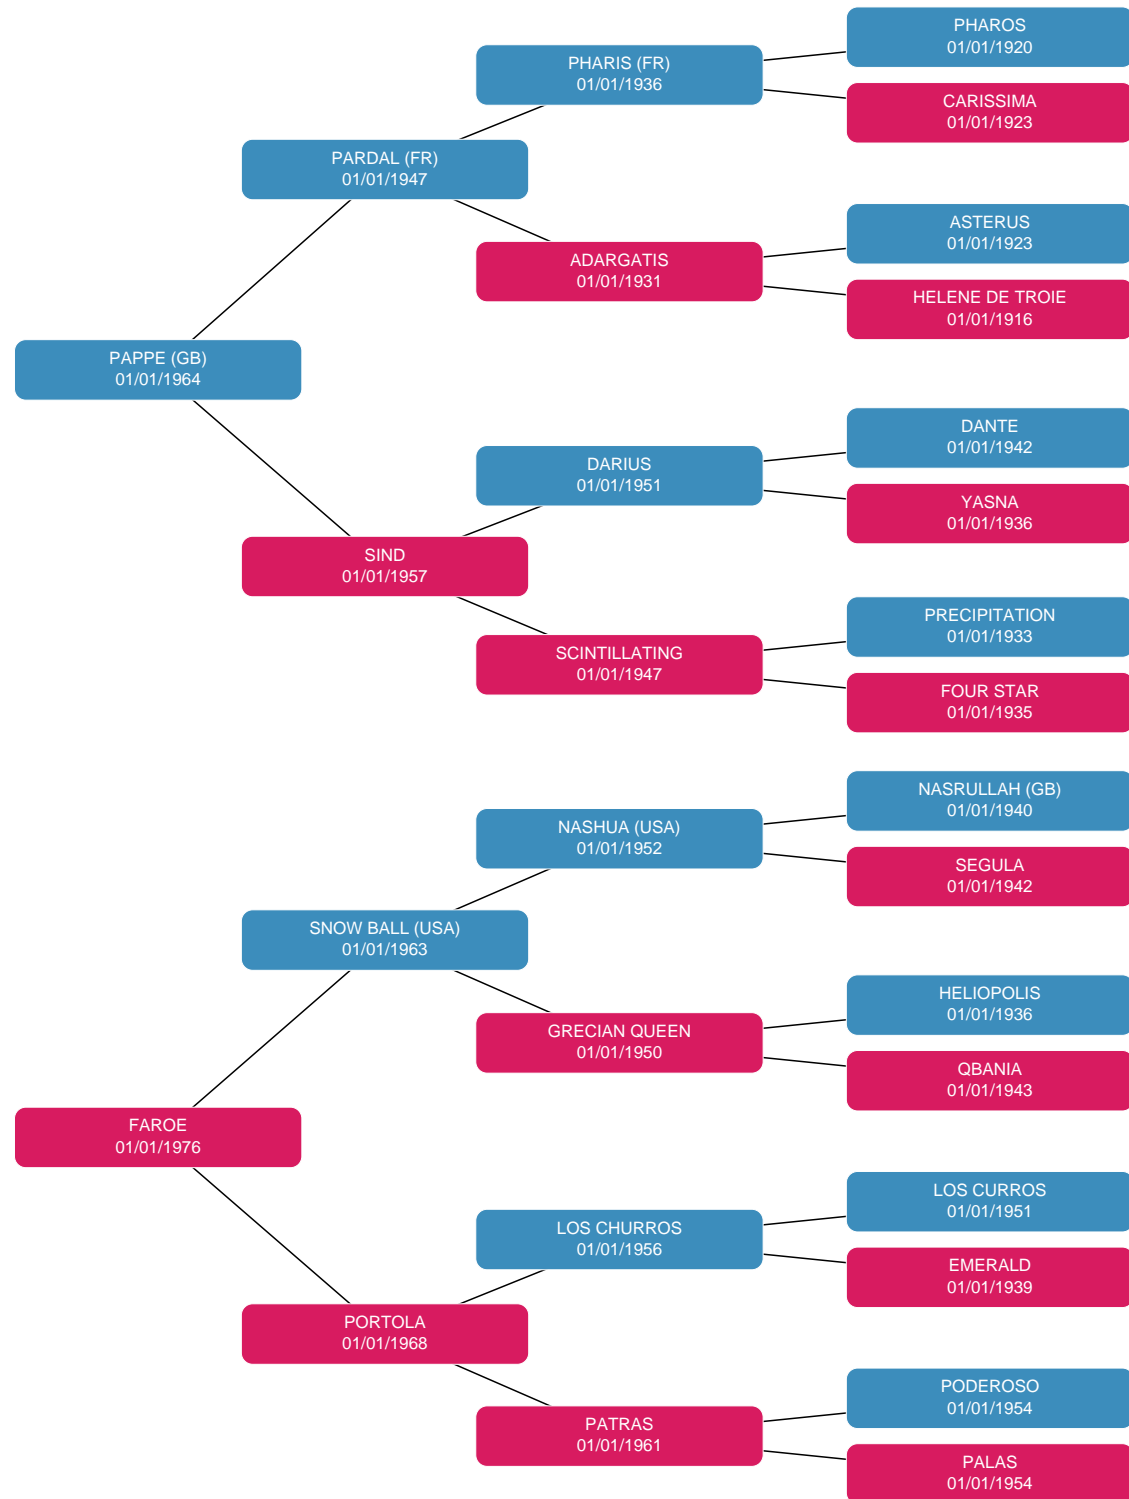 PHAROS
01/01/1920
PHARIS (FR)
01/01/1936
CARISSIMA
01/01/1923
PARDAL (FR)
01/01/1947
ASTERUS
01/01/1923
ADARGATIS
01/01/1931
HELENE DE TROIE
01/01/1916
PAPPE (GB)
01/01/1964
DANTE
01/01/1942
DARIUS
01/01/1951
YASNA
01/01/1936
SIND
01/01/1957
PRECIPITATION
01/01/1933
SCINTILLATING
01/01/1947
FOUR STAR
01/01/1935
NASRULLAH (GB)
01/01/1940
NASHUA (USA)
01/01/1952
SEGULA
01/01/1942
SNOW BALL (USA)
01/01/1963
HELIOPOLIS
01/01/1936
GRECIAN QUEEN
01/01/1950
QBANIA
01/01/1943
FAROE
01/01/1976
LOS CURROS
01/01/1951
LOS CHURROS
01/01/1956
EMERALD
01/01/1939
PORTOLA
01/01/1968
PODEROSO
01/01/1954
PATRAS
01/01/1961
PALAS
01/01/1954